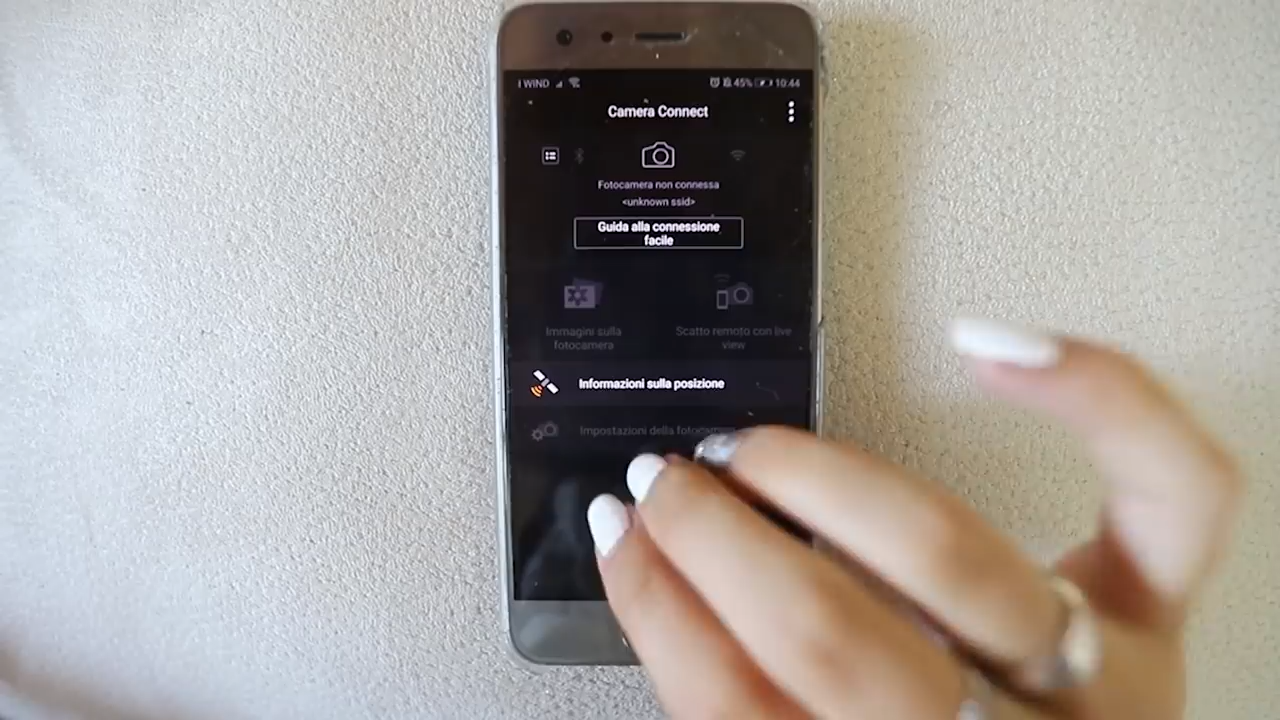 I WIND
45%
10:44
Camera Connect
Fotocamera non connessa
<unknown ssid>
Guida alla connessione
facile
Immagini sulla
fotocamera
Scatto remoto con live
view
Informazioni sulla posizione
Impostazioni della fotocamera